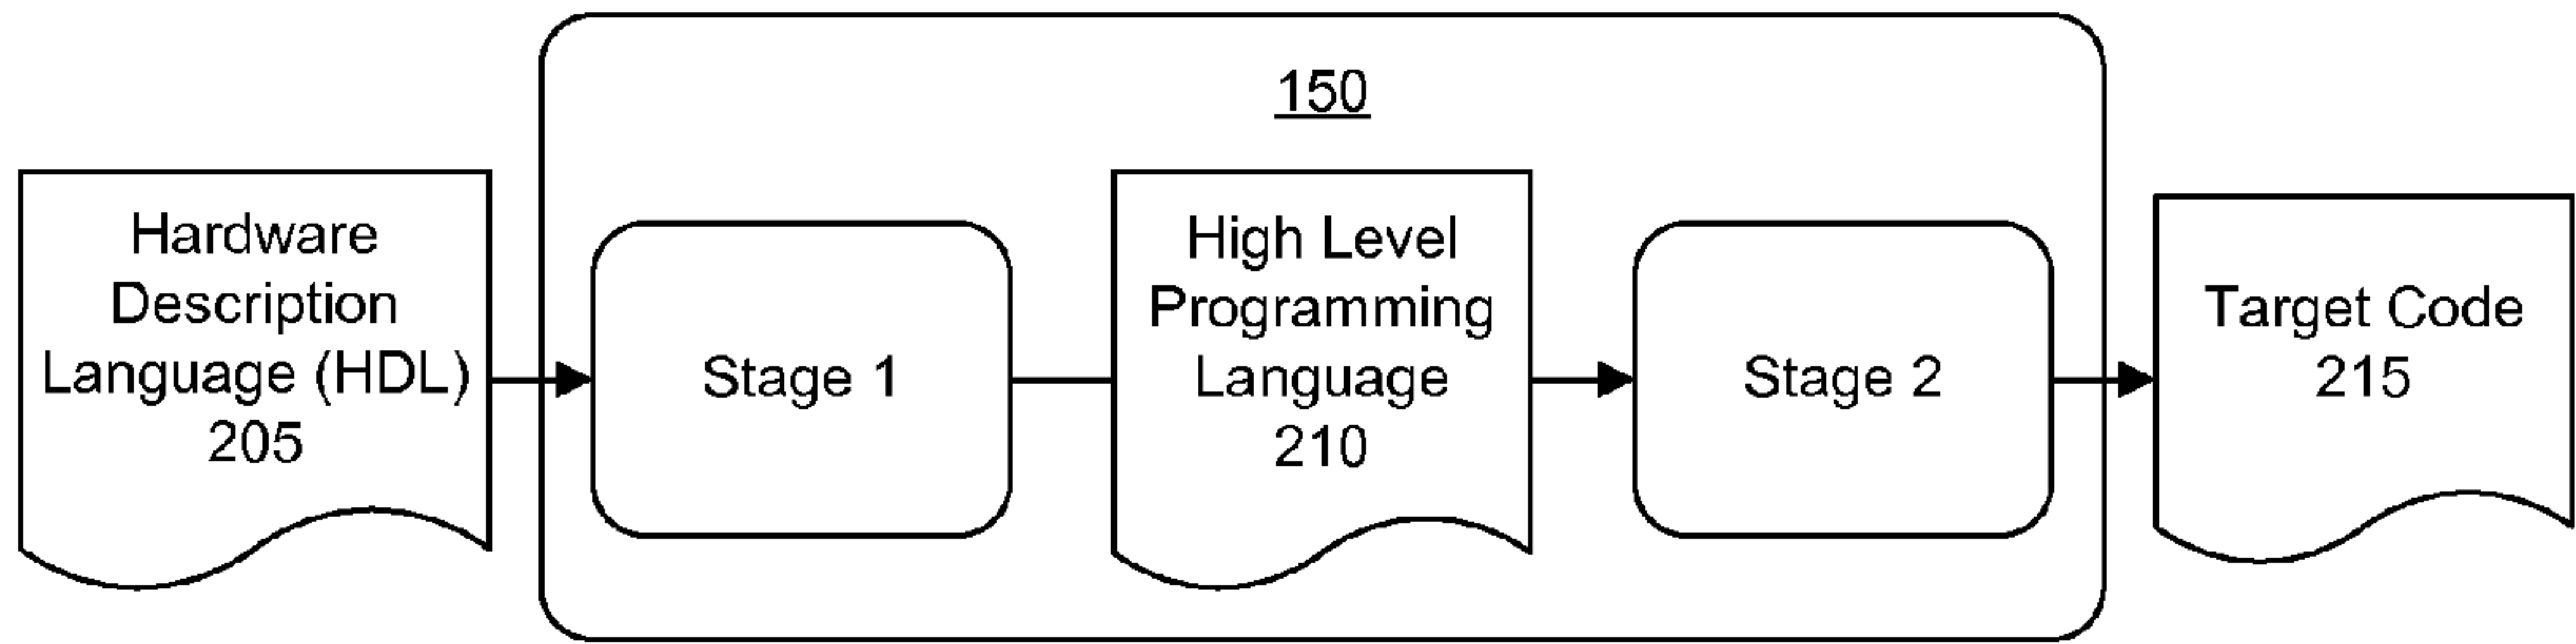 150
Hardware
Description
Language (HDL)
205
Stage 1
High Level
Programming
Language
210
Stage 2
Target Code
215